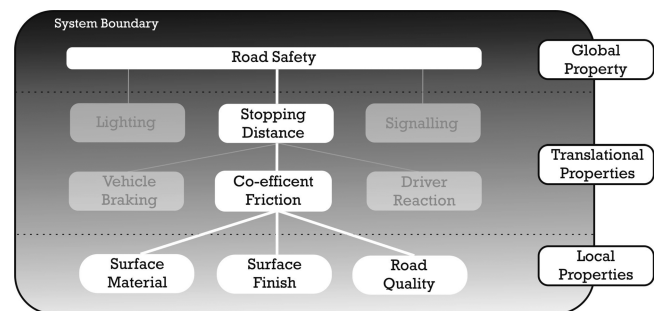 System Boundary
Road Safety
Global
Property
Lighting
Stopping
Distance
Signalling
Translational
Properties
Vehicle
Braking
Co-efficent
Friction
Driver
Reaction
Surface
Material
Surface
Finish
Road
Quality
Local
Properties